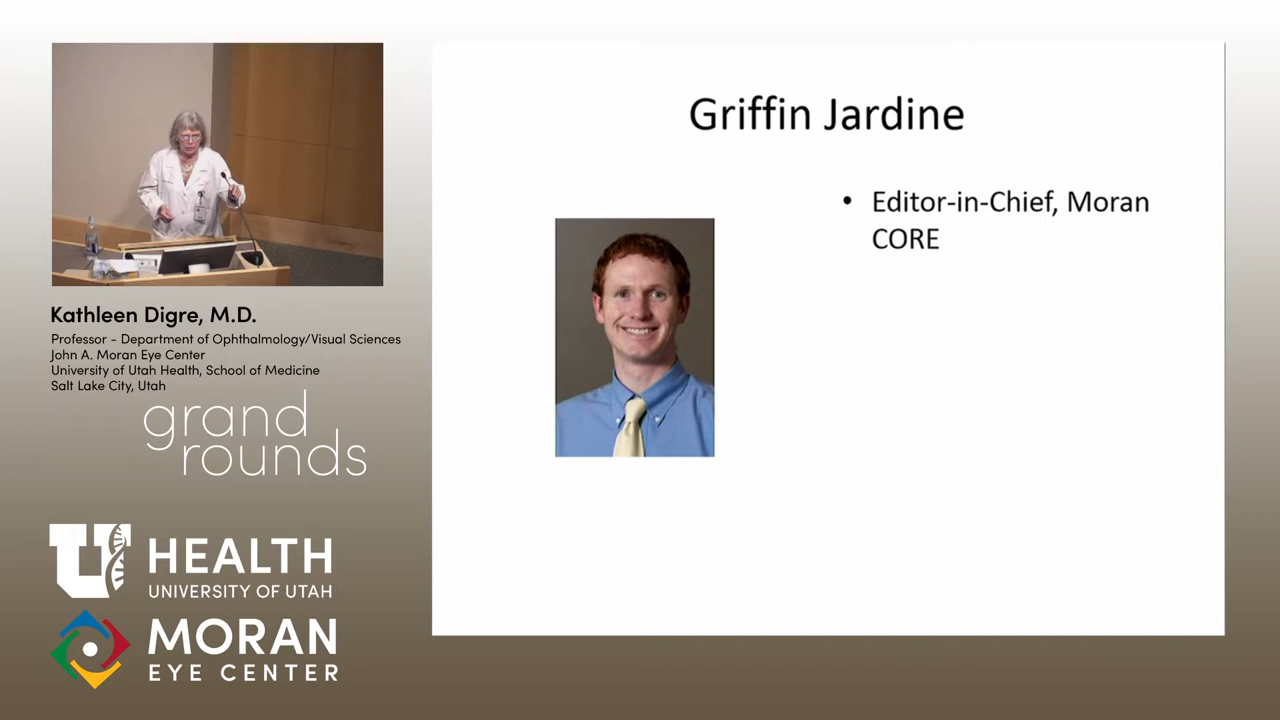 Griffin Jardine
• Editor-in-Chief, Moran
CORE
Kathleen Digre, M.D.
Professor - Department of Ophthalmology/Visual Sciences
John A. Moran Eye Center
University of Utah Health, School of Medicine
Salt Lake City, Utah
grand
rounds
U HEALTH
UNIVERSITY OF UTAH
MORAN
EYE CENTER